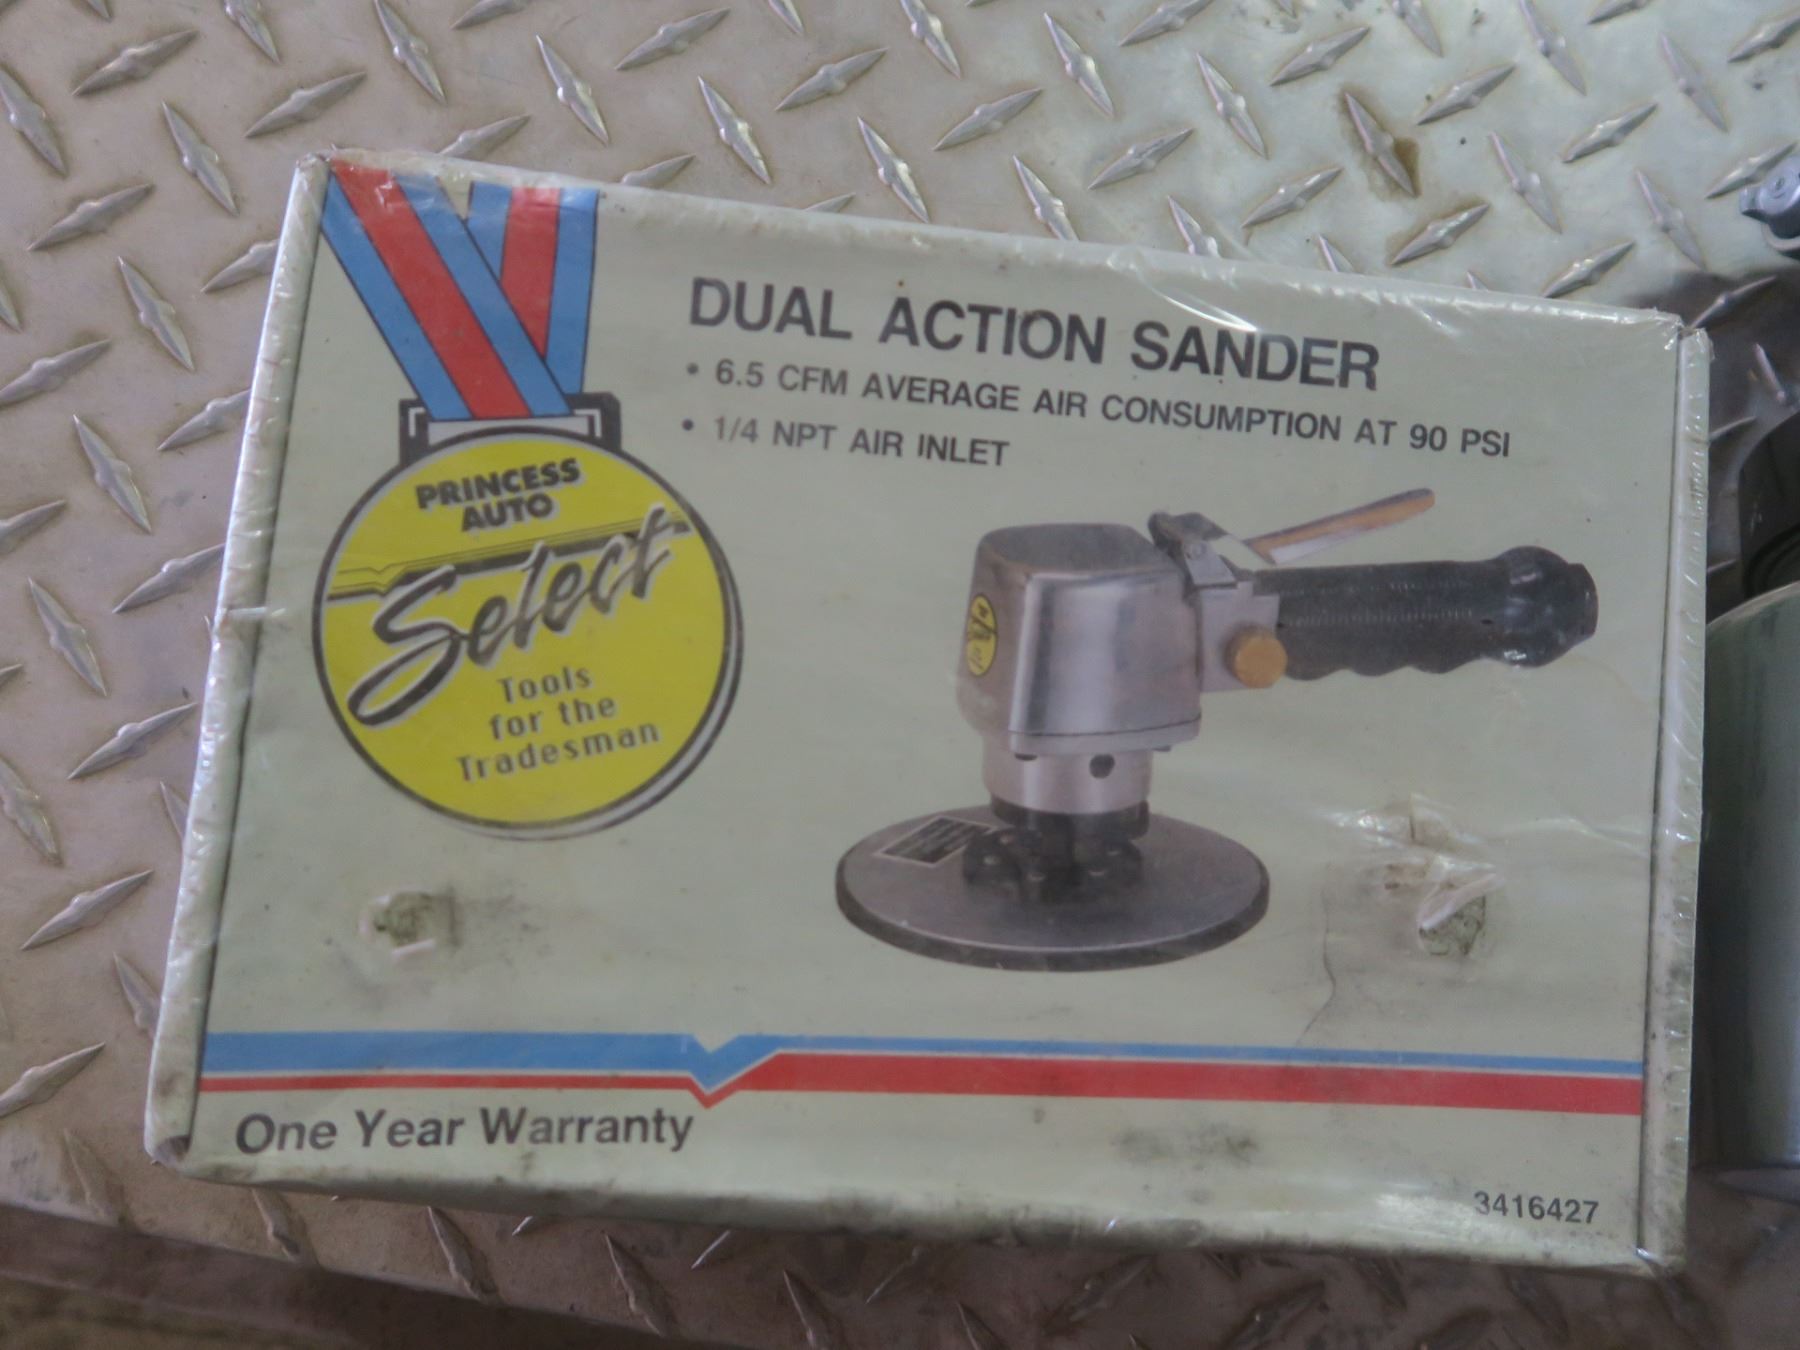 DUAL ACTION SANDER
• 6.5 CFM AVERAGE AIR CONSUMPTION AT 90 PSI
• 1/4 NPT AIR INLET
PRINCESS
AUTO
Select
Tools
for the
Tradesman
One Year Warranty
3416427